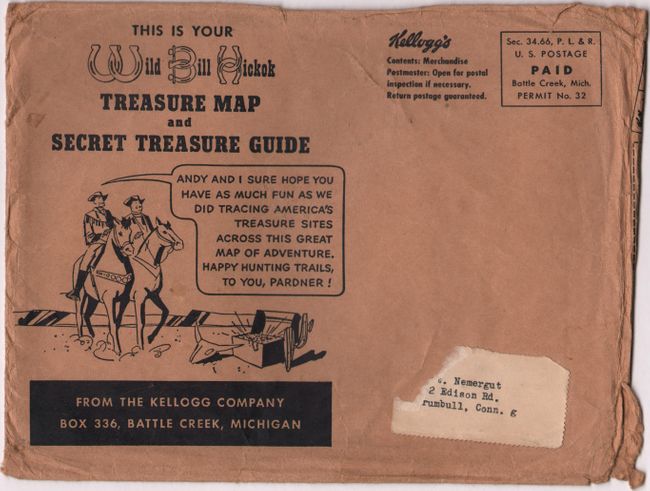 THIS IS YOUR
Wild Bill Hickok
TREASURE MAP
and
SECRET TREASURE GUIDE
Kellogg's
Contents: Merchandise
Postmaster: Open for postal
inspection if necessary.
Return postage guaranteed.
Sec. 34.66, P. L. & R.
U. S. POSTAGE
PAID
Battle Creek, Mich.
PERMIT No. 32
ANDY AND I SURE HOPE YOU
HAVE AS MUCH FUN AS WE
DID TRACING AMERICA'S
TREASURE SITES
ACROSS THIS GREAT
MAP OF ADVENTURE.
HAPPY HUNTING TRAILS,
TO YOU, PARDNER!
FROM THE KELLOGG COMPANY
BOX 336, BATTLE CREEK, MICHIGAN
Nemergut
2 Edison Rd.
rumbull, Conn. g